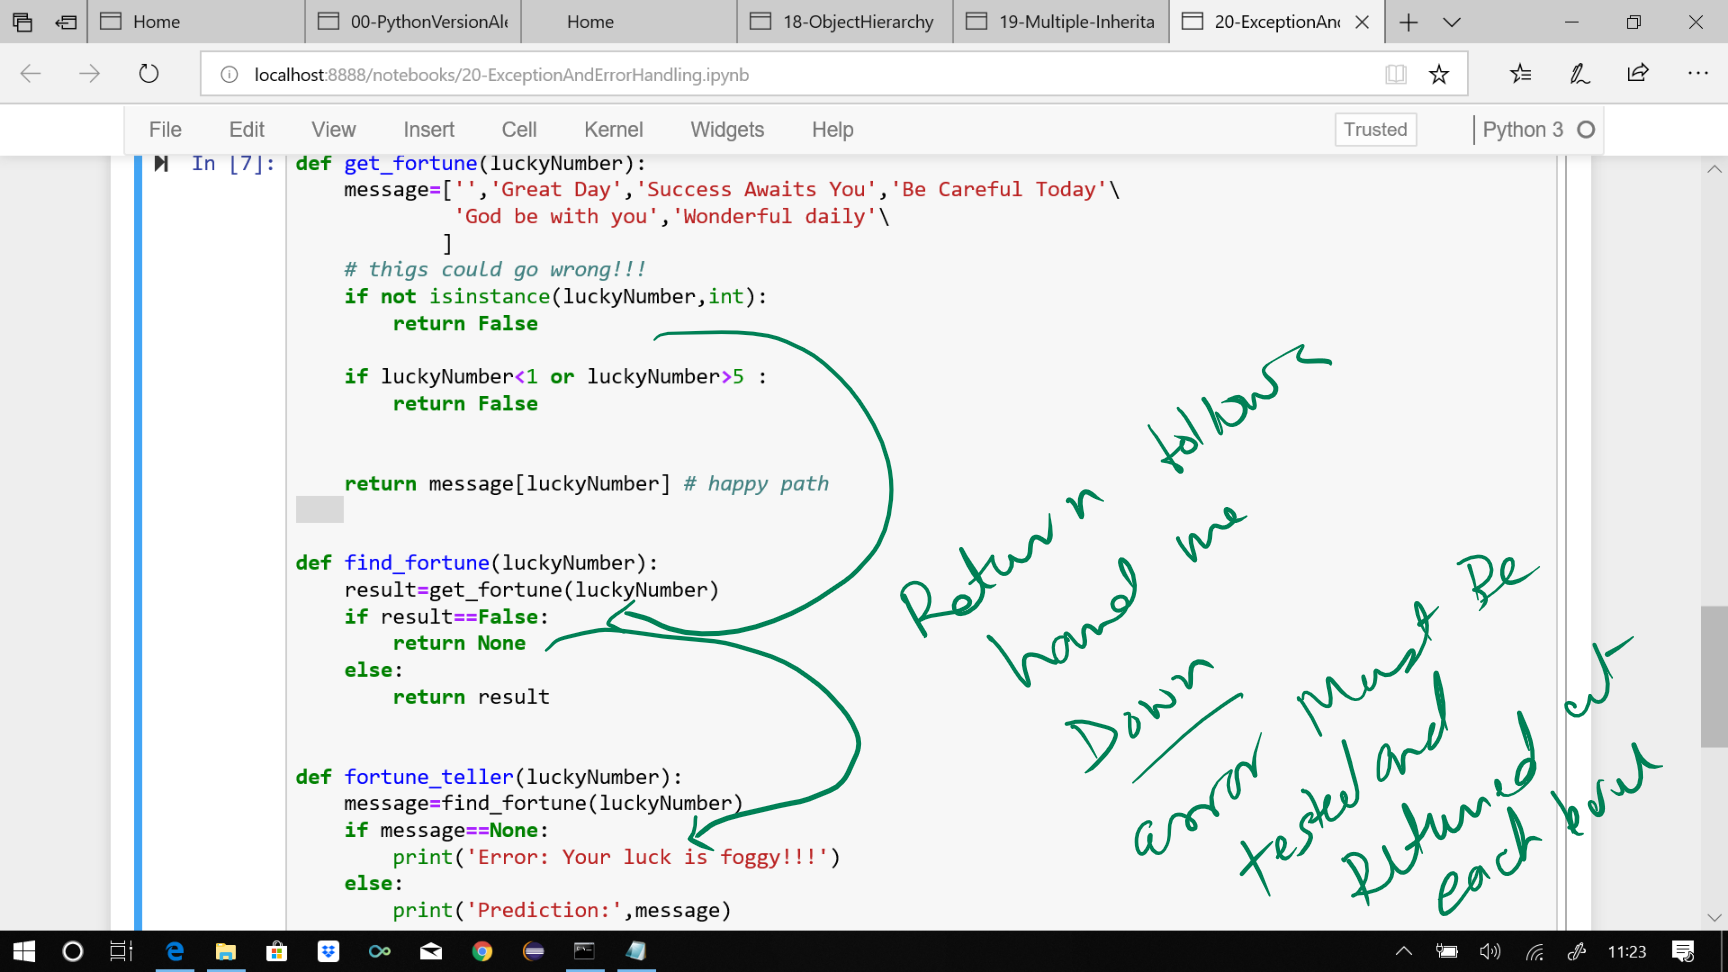 Home
00-PythonVersionAle
Home
18-ObjectHierarchy
19-Multiple-Inherita
20-ExceptionAnc
localhost:8888/notebooks/20-ExceptionAndErrorHandling.ipynb
File Edit View Insert Cell Kernel Widgets Help
Trusted
Python 3
In [7]:
def get_fortune(luckyNumber):
    message=['','Great Day','Success Awaits You','Be Careful Today'\
             'God be with you','Wonderful daily'\
            ]
    # thigs could go wrong!!!
    if not isinstance(luckyNumber,int):
        return False
    if luckyNumber<1 or luckyNumber>5 :
        return False
    return message[luckyNumber] # happy path
def find_fortune(luckyNumber):
    result=get_fortune(luckyNumber)
    if result==False:
        return None
    else:
        return result
def fortune_teller(luckyNumber):
    message=find_fortune(luckyNumber)
    if message==None:
        print('Error: Your luck is foggy!!!')
    else:
        print('Prediction:',message)
Return follows
hand me
Down
error Must Be
tested and
Returned at
each level
11:23